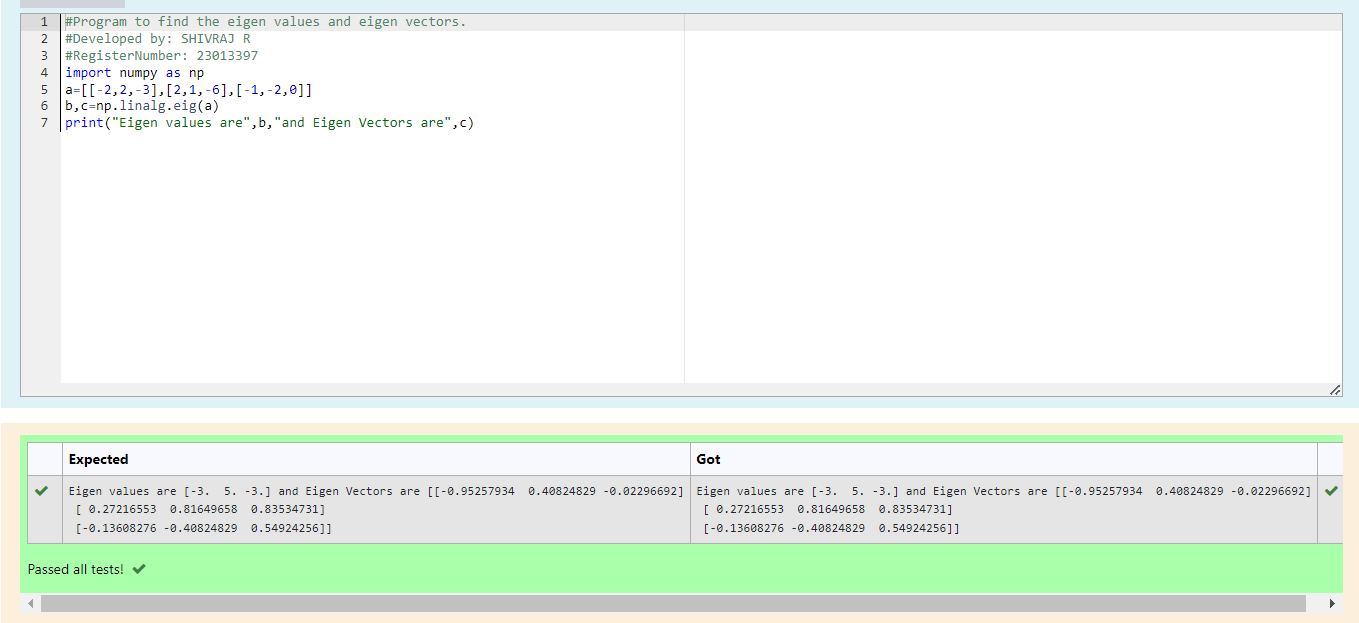 1 #Program to find the eigen values and eigen vectors.
2 #Developed by: SHIVRAJ R
3 #RegisterNumber: 23013397
4 import numpy as np
5 a=[[-2,2,-3],[2,1,-6],[-1,-2,0]]
6 b,c=np.linalg.eig(a)
7 print("Eigen values are",b,"and Eigen Vectors are",c)
Expected Got
Eigen values are [-3.  5. -3.] and Eigen Vectors are [[-0.95257934  0.40824829 -0.02296692] Eigen values are [-3.  5. -3.] and Eigen Vectors are [[-0.95257934  0.40824829 -0.02296692]
[ 0.27216553  0.81649658  0.83534731] [ 0.27216553  0.81649658  0.83534731]
[-0.13608276 -0.40824829  0.54924256]] [-0.13608276 -0.40824829  0.54924256]]
Passed all tests!